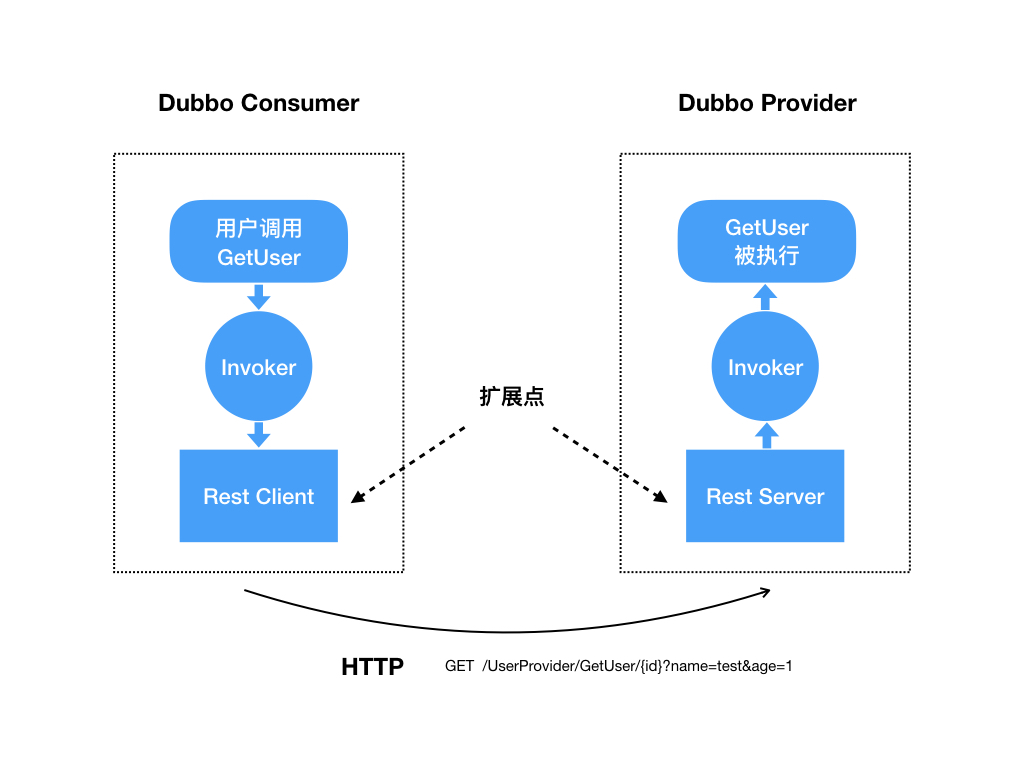 Dubbo Consumer
Dubbo Provider
用户调用
GetUser
Invoker
Rest Client
扩展点
GetUser
被执行
Invoker
Rest Server
HTTP
GET /UserProvider/GetUser/{id}?name=test&age=1